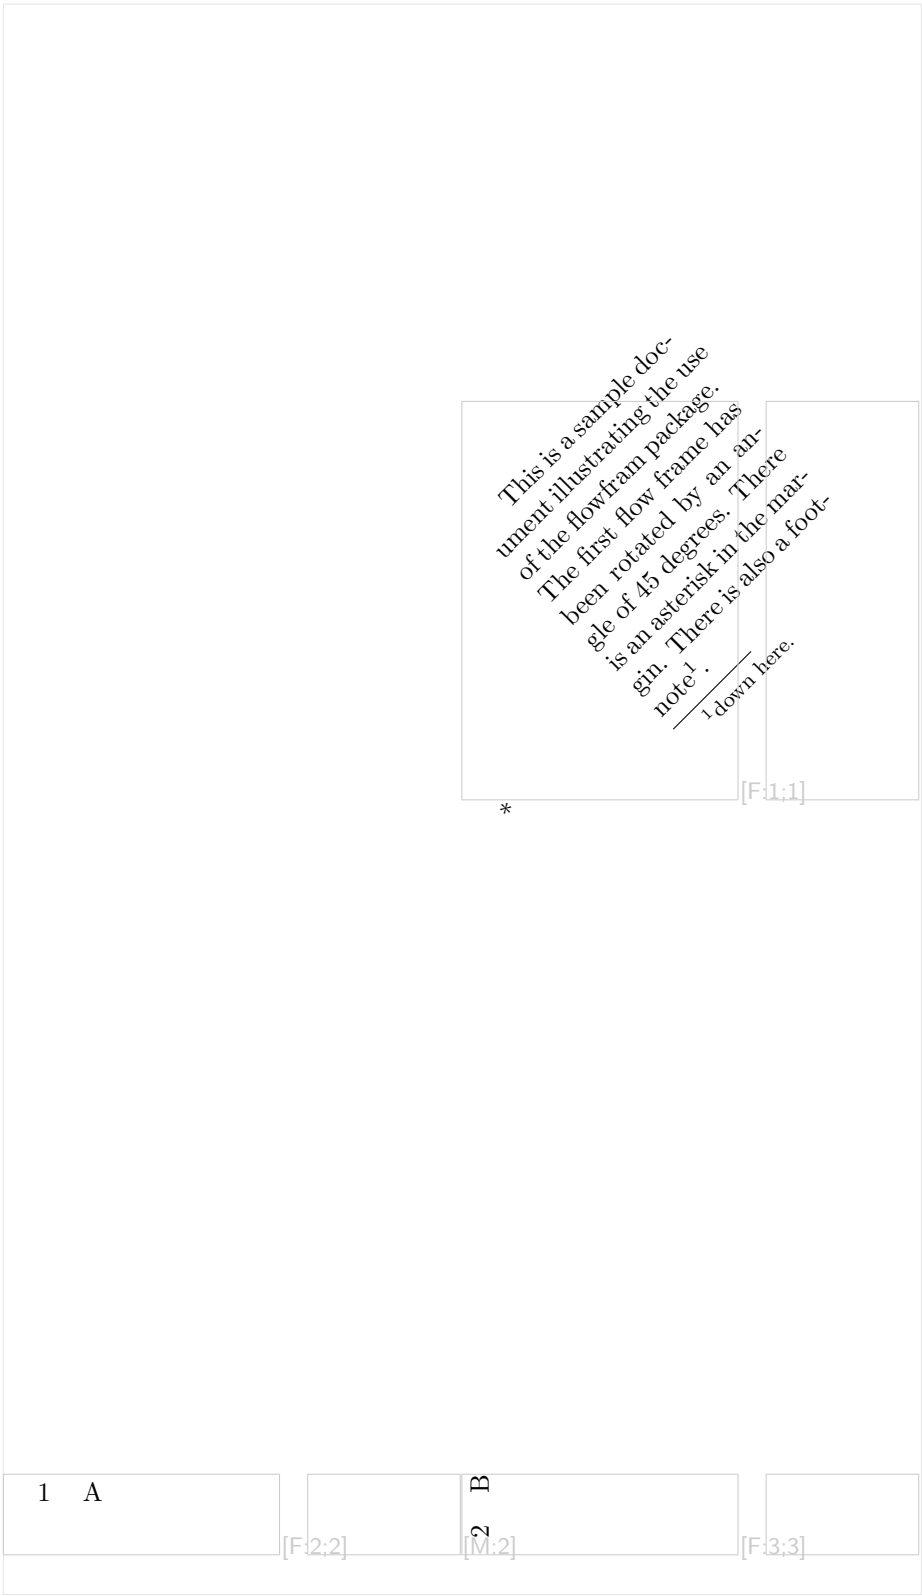 This is a sample doc-
ument illustrating the use
of the flowfram package.
The first flow frame has
been rotated by an an-
gle of 45 degrees. There
is an asterisk in the mar-
gin. There is also a foot-
note¹.
¹down here.
[F:1;1]
*
1 A
[F:2;2]
2 B
[M:2]
[F:3;3]